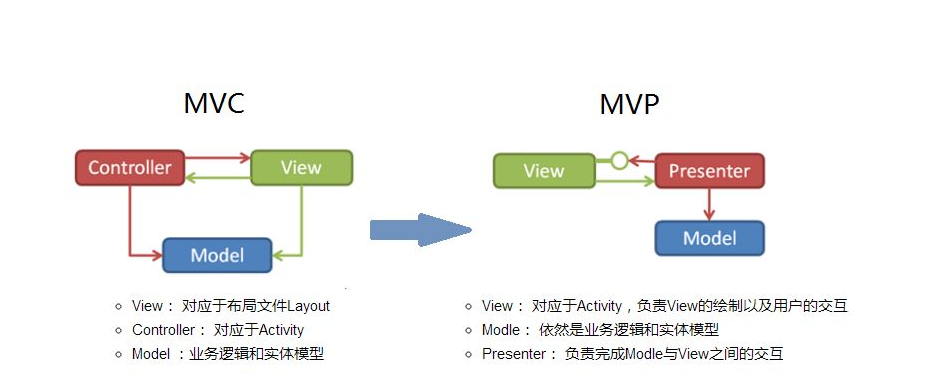 MVC
MVP
Controller
View
Model
View
Presenter
Model
View： 对应于布局文件Layout
Controller： 对应于Activity
Model ：业务逻辑和实体模型
View： 对应于Activity，负责View的绘制以及用户的交互
Modle： 依然是业务逻辑和实体模型
Presenter： 负责完成Modle与View之间的交互